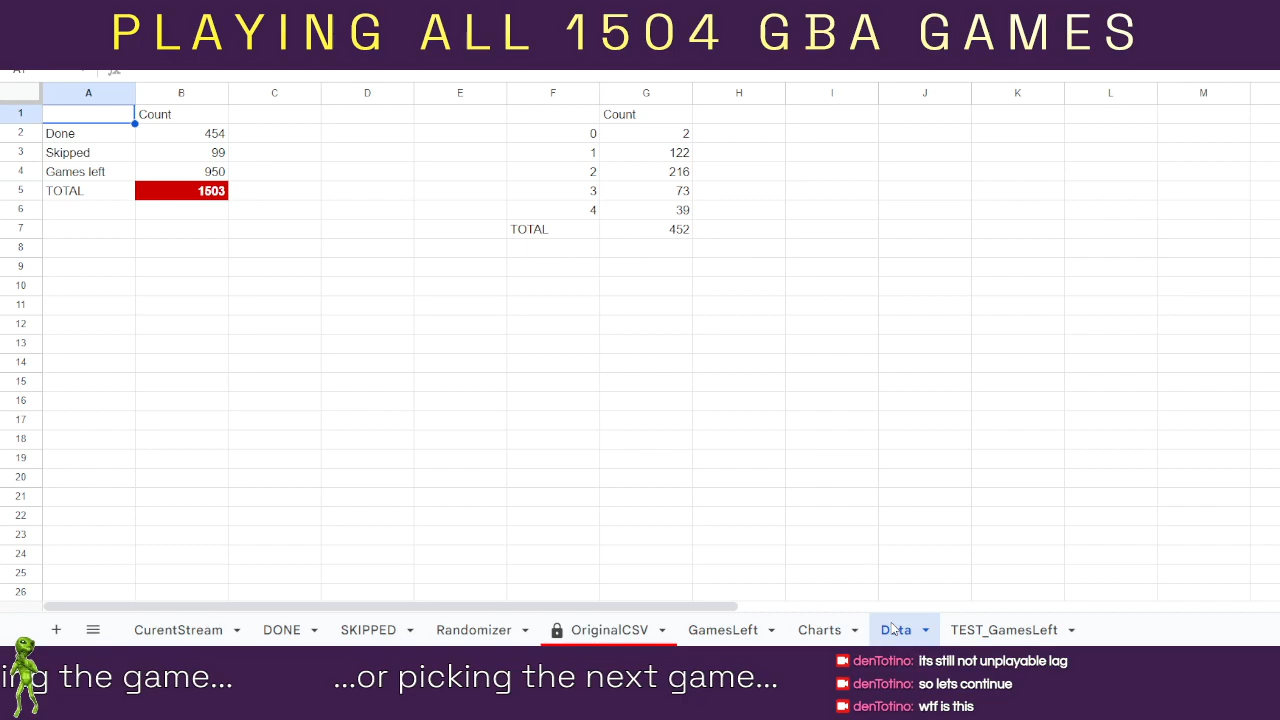 PLAYING ALL 1504 GBA GAMES
A B C D E F G H I J K L M
1 Count Count
2 Done 454 0 2
3 Skipped 99 1 122
4 Games left 950 2 216
5 TOTAL 1503 3 73
6 4 39
7 TOTAL 452
8
9
10
11
12
13
14
15
16
17
18
19
20
21
22
23
24
25
26
+ CurentStream DONE SKIPPED Randomizer OriginalCSV GamesLeft Charts Data TEST_GamesLeft
ing the game... ...or picking the next game...
denTotino: its still not unplayable lag
denTotino: so lets continue
denTotino: wtf is this